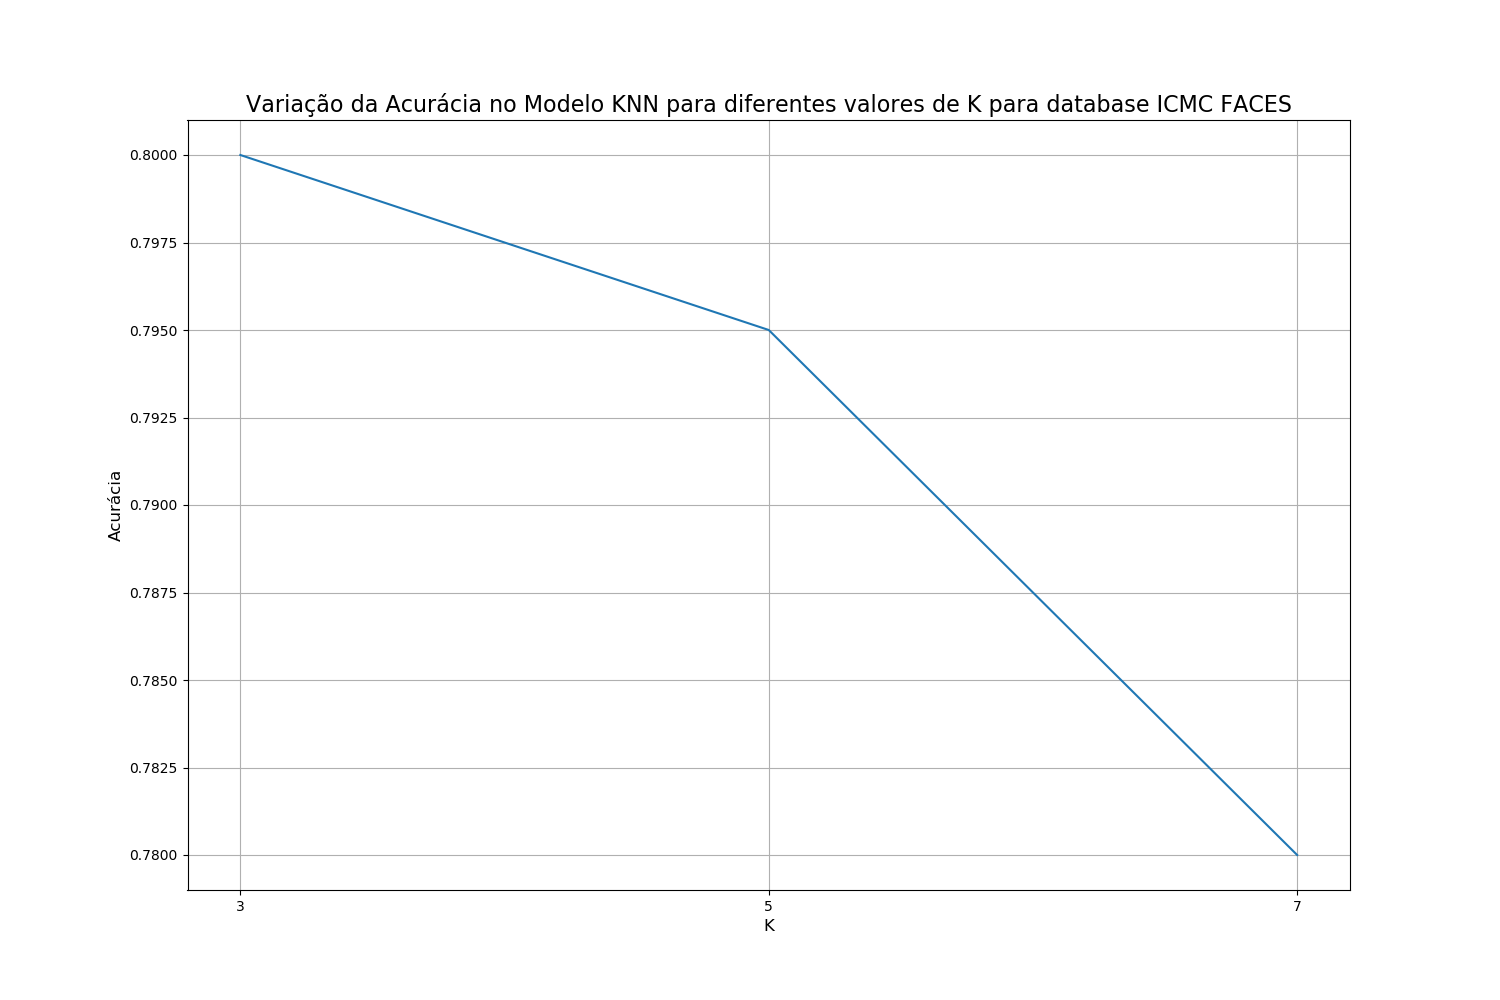 Variação da Acurácia no Modelo KNN para diferentes valores de K para database ICMC FACES
0.8000
0.7975
0.7950
0.7925
0.7900
0.7875
0.7850
0.7825
0.7800
Acurácia
3 5 7
K